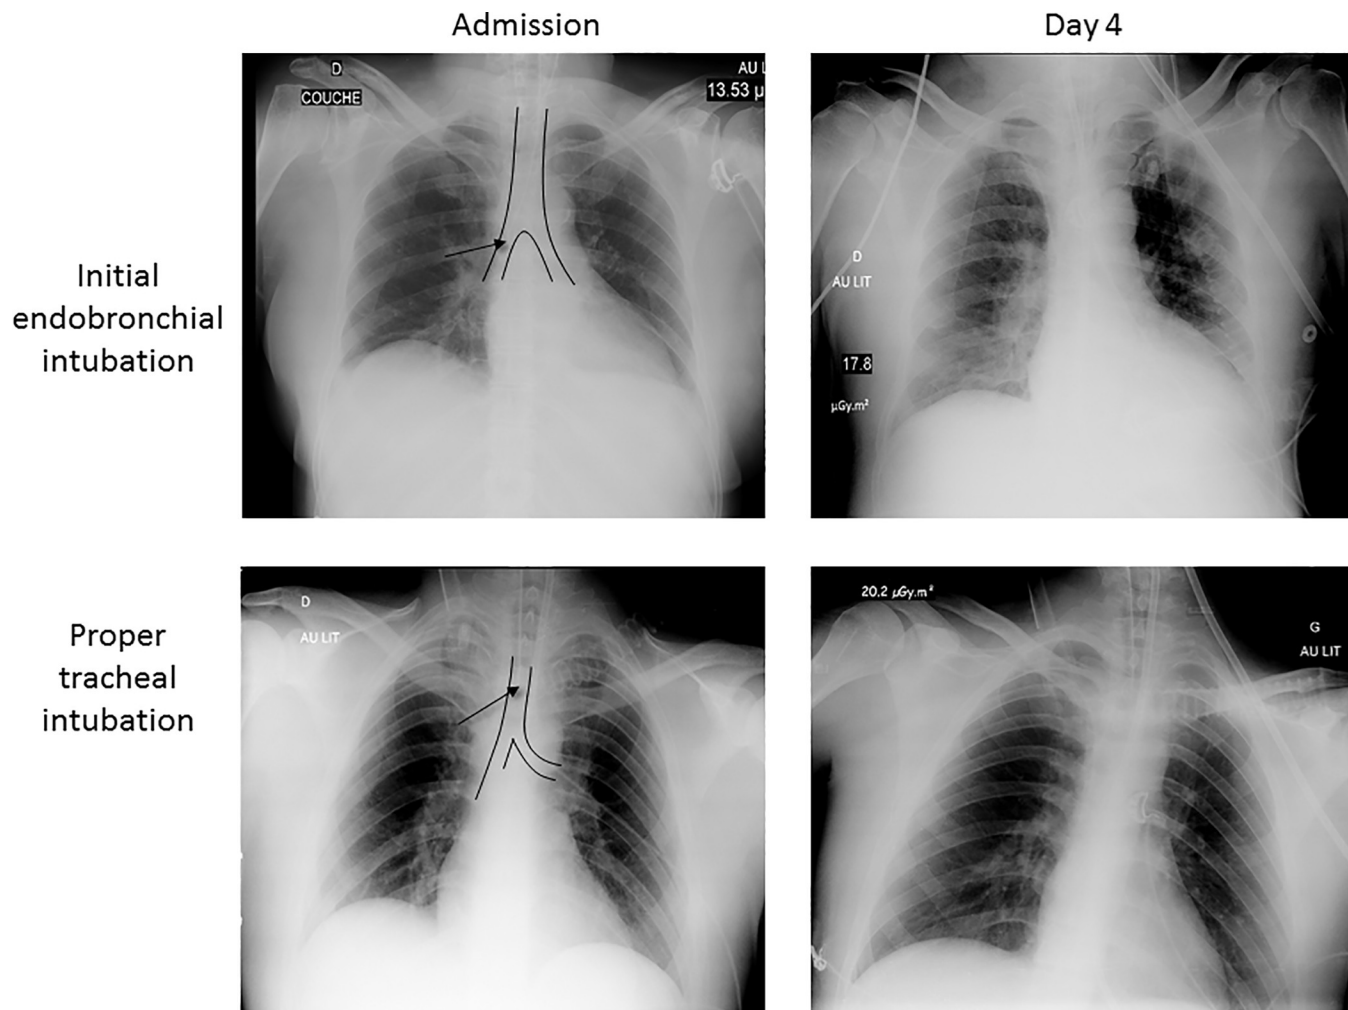 Admission
Day 4
Initial
endobronchial
intubation
D
COUCHE
AU L
13.53 µ
D
AU LIT
17.8
µGy.m²
Proper
tracheal
intubation
D
AU LIT
20.2 µGy.m²
G
AU LIT